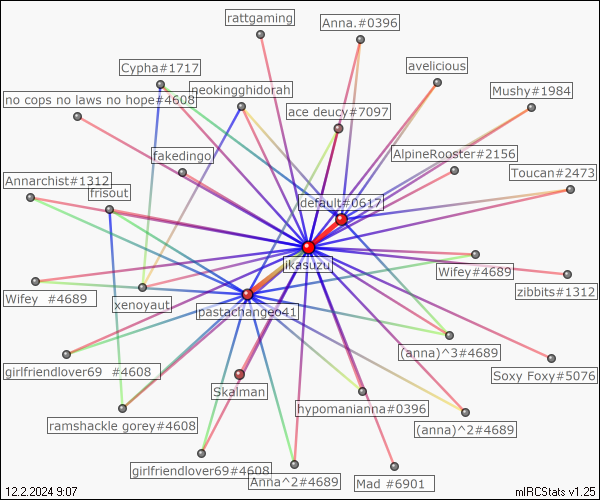 rattgaming
Anna.#0396
avelicious
Cypha#1717
neokingghidorah
Mushy#1984
no cops no laws no hope#4608
ace deucy#7097
fakedingo
AlpineRooster#2156
Toucan#2473
Annarchist#1312
frisout
default#0617
ikasuzu
Wifey#4689
zibbits#1312
Wifey  #4689
xenoyaut
pastachangeo41
(anna)^3#4689
girlfriendlover69  #4608
Soxy Foxy#5076
Skalman
hypomanianna#0396
ramshackle gorey#4608
(anna)^2#4689
girlfriendlover69#4608
Anna^2#4689
Mad #6901
12.2.2024 9:07
mIRCStats v1.25